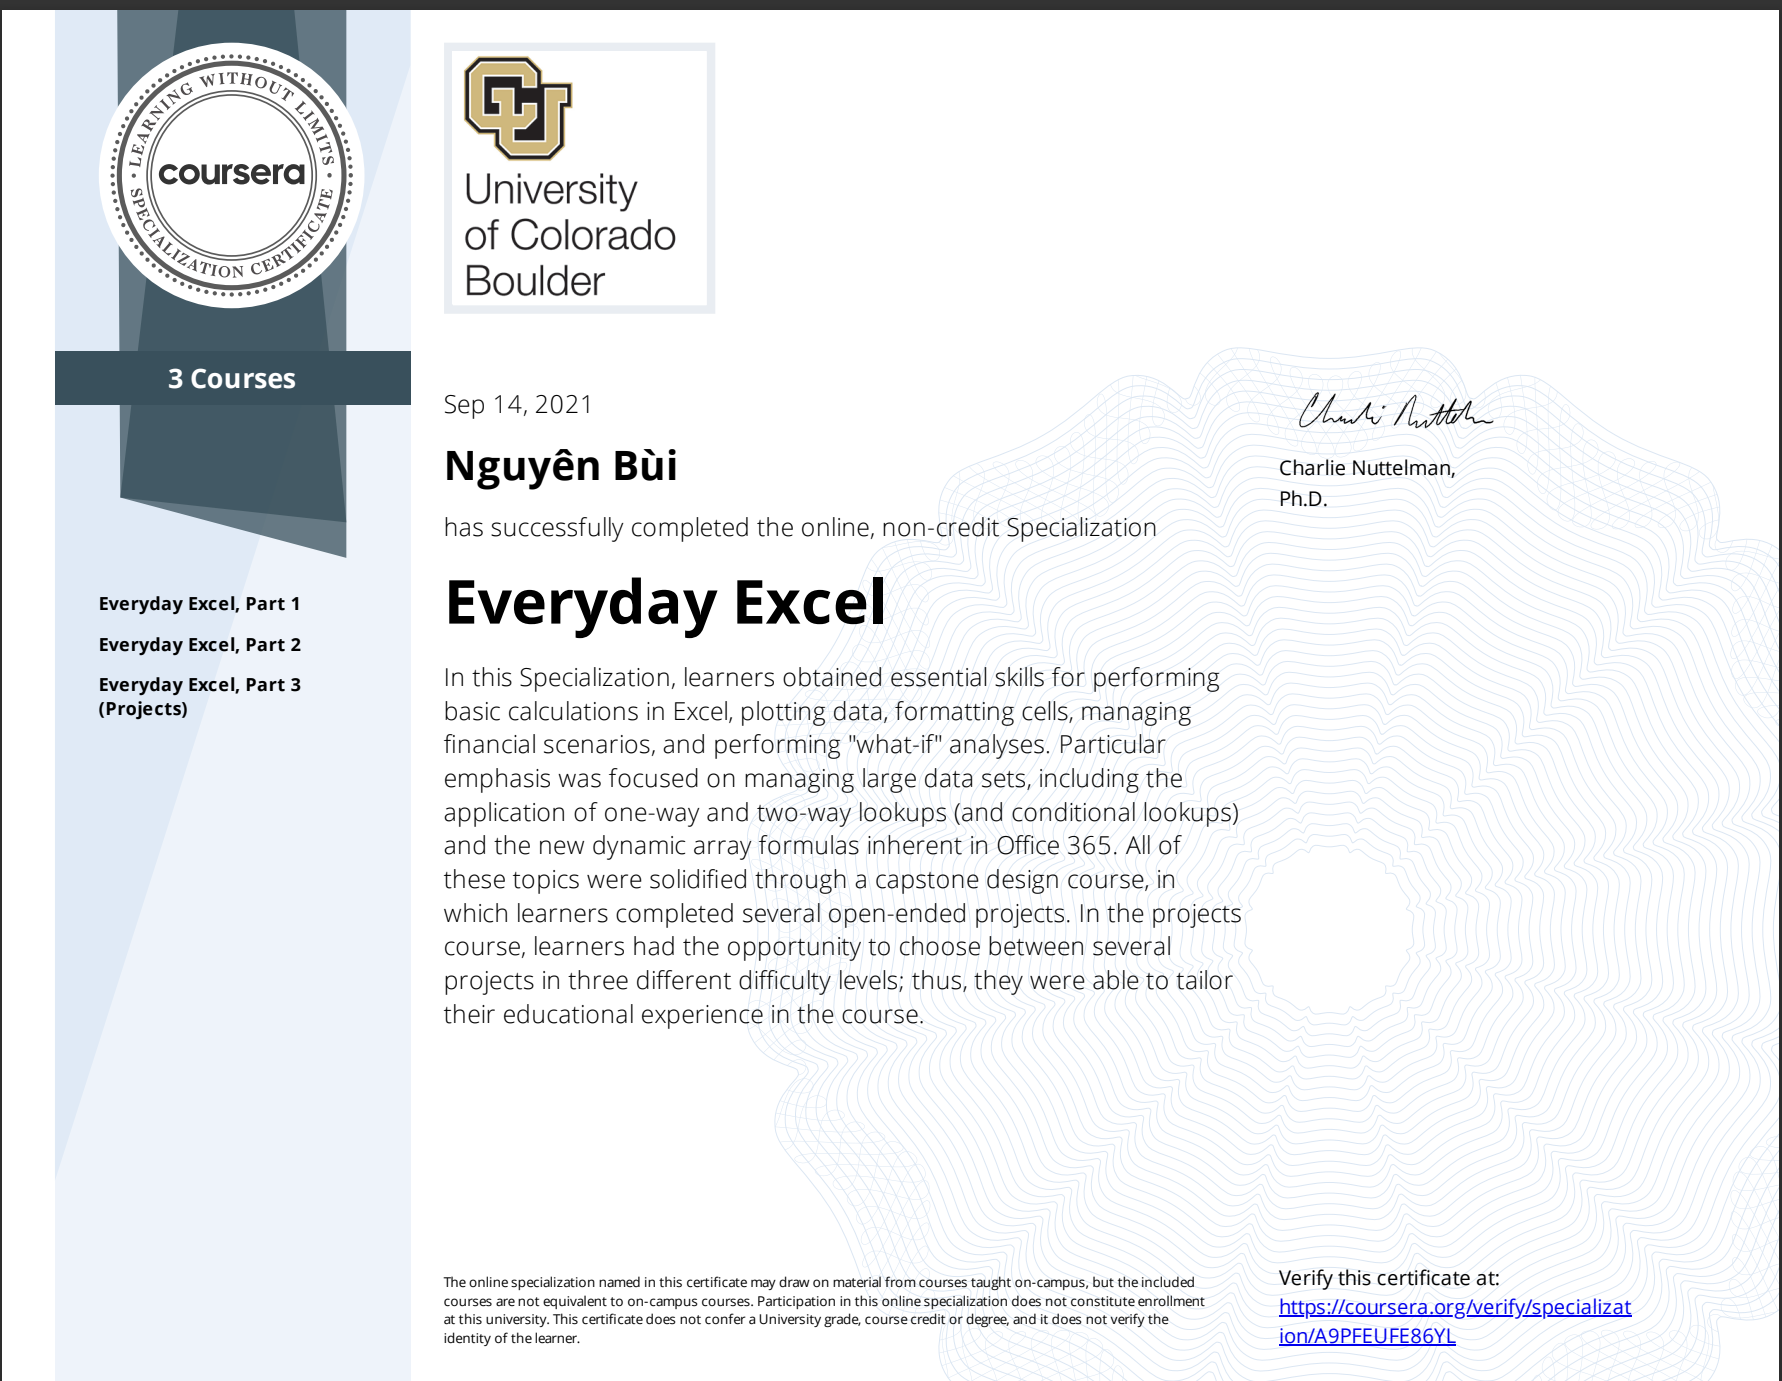 LEARNING WITHOUT LIMITS
coursera
SPECIALIZATION CERTIFICATE
3 Courses
Everyday Excel, Part 1
Everyday Excel, Part 2
Everyday Excel, Part 3
(Projects)
CU
University
of Colorado
Boulder
Sep 14, 2021
Nguyên Bùi
has successfully completed the online, non-credit Specialization
Everyday Excel
In this Specialization, learners obtained essential skills for performing
basic calculations in Excel, plotting data, formatting cells, managing
financial scenarios, and performing "what-if" analyses. Particular
emphasis was focused on managing large data sets, including the
application of one-way and two-way lookups (and conditional lookups)
and the new dynamic array formulas inherent in Office 365. All of
these topics were solidified through a capstone design course, in
which learners completed several open-ended projects. In the projects
course, learners had the opportunity to choose between several
projects in three different difficulty levels; thus, they were able to tailor
their educational experience in the course.
Charlie Nuttelman
Charlie Nuttelman,
Ph.D.
The online specialization named in this certificate may draw on material from courses taught on-campus, but the included
courses are not equivalent to on-campus courses. Participation in this online specialization does not constitute enrollment
at this university. This certificate does not confer a University grade, course credit or degree, and it does not verify the
identity of the learner.
Verify this certificate at:
https://coursera.org/verify/specializat
ion/A9PFEUFE86YL